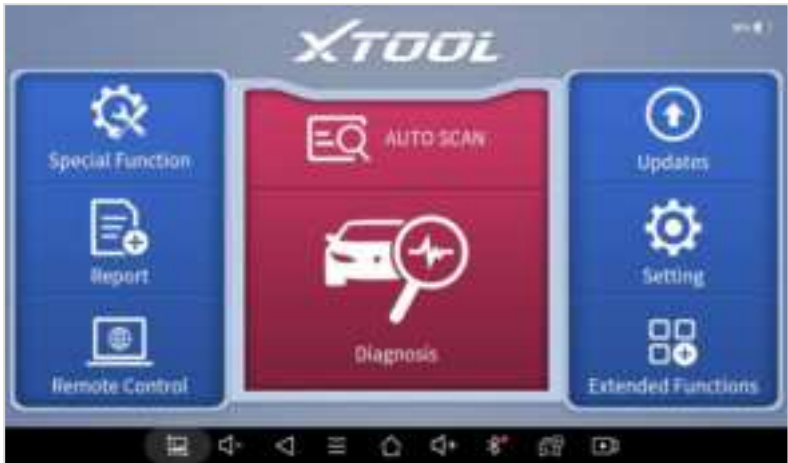 XTOOL
Special Function
Report
Remote Control
AUTO SCAN
Diagnosis
Updates
Setting
Extended Functions